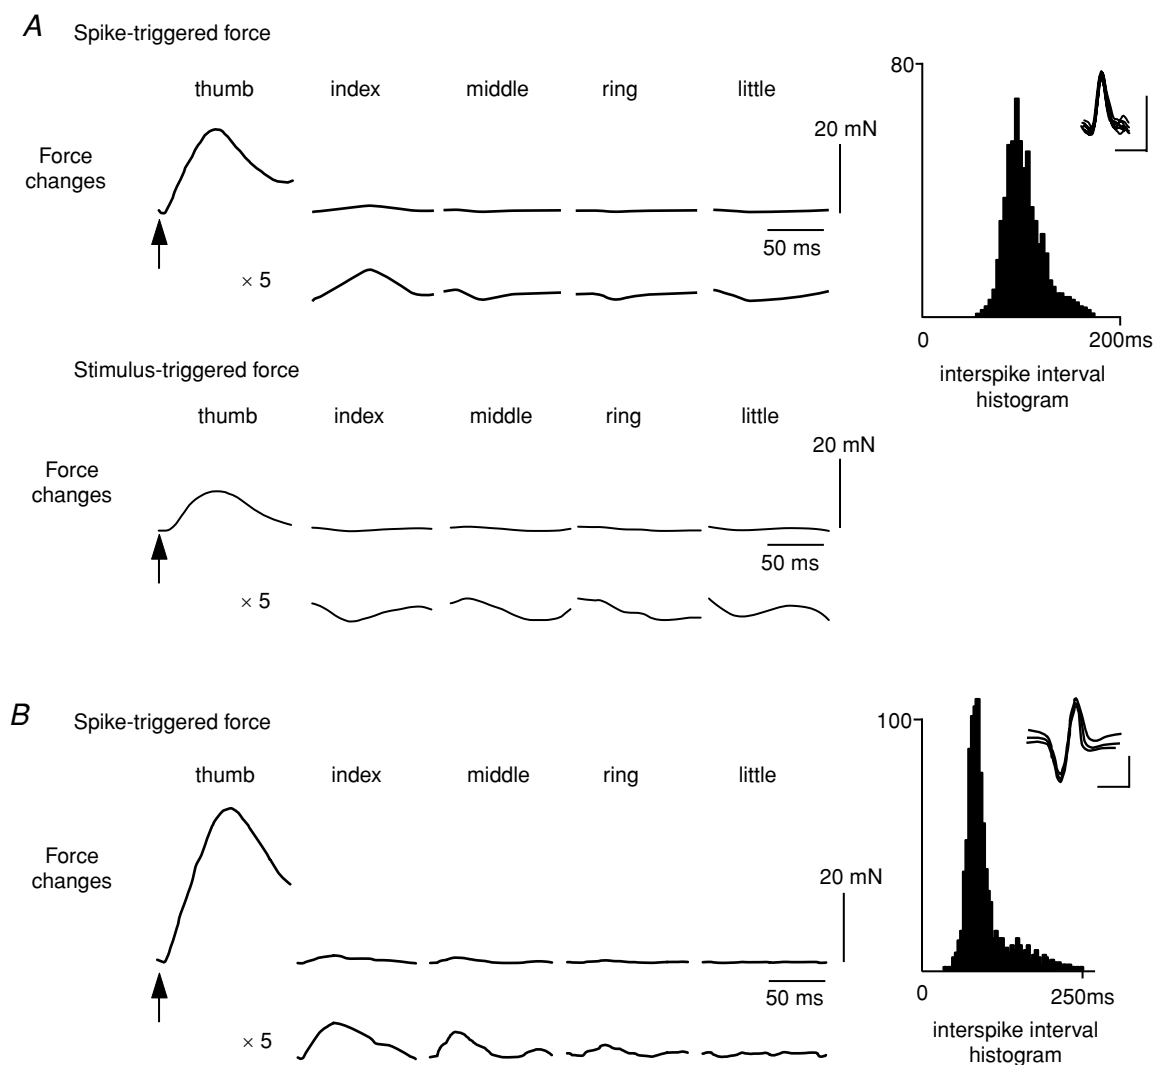 A
Spike-triggered force
thumb
index
middle
ring
little
20 mN
Force
changes
50 ms
× 5
80
0
200ms
interspike interval
histogram
Stimulus-triggered force
thumb
index
middle
ring
little
20 mN
Force
changes
50 ms
× 5
B
Spike-triggered force
thumb
index
middle
ring
little
20 mN
Force
changes
50 ms
× 5
100
0
250ms
interspike interval
histogram